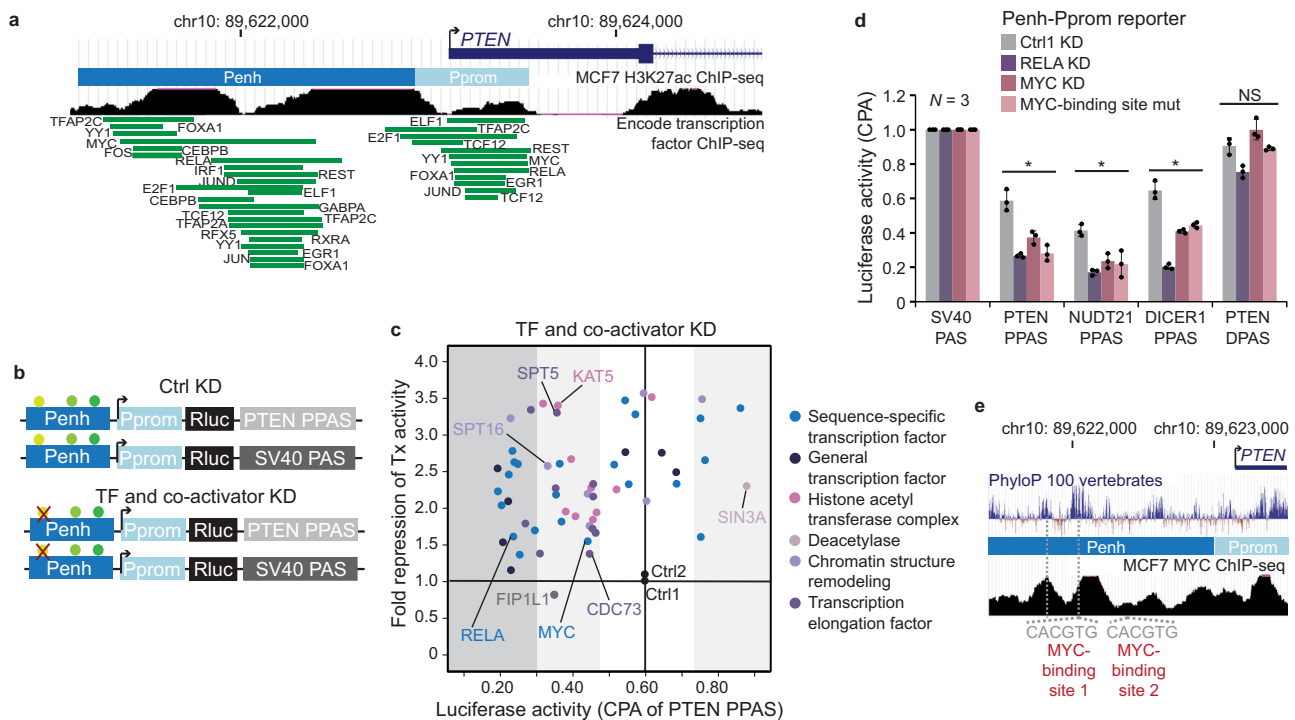 a
chr10: 89,622,000
chr10: 89,624,000
PTEN
Penh
Pprom
MCF7 H3K27ac ChIP-seq
Encode transcription
factor ChIP-seq
TFAP2C
FOXA1
YY1
MYC
FOS
CEBPB
RELA
IRF1
REST
JUND
E2F1
ELF1
CEBPB
GABPA
TCF12
TFAP2C
TFAP2A
RFX5
RXRA
YY1
EGR1
JUN
FOXA1
ELF1
TFAP2C
E2F1
TCF12
REST
YY1
MYC
FOXA1
RELA
EGR1
JUND
TCF12
b
Ctrl KD
Penh
Pprom
Rluc
PTEN PPAS
Penh
Pprom
Rluc
SV40 PAS
TF and co-activator KD
Penh
Pprom
Rluc
PTEN PPAS
Penh
Pprom
Rluc
SV40 PAS
c
TF and co-activator KD
Fold repression of Tx activity
4.0
3.5
3.0
2.5
2.0
1.5
1.0
0.5
0
SPT5
KAT5
SPT16
SIN3A
Ctrl2
Ctrl1
FIP1L1
RELA
MYC
CDC73
0.20
0.40
0.60
0.80
Luciferase activity (CPA of PTEN PPAS)
Sequence-specific
transcription factor
General
transcription factor
Histone acetyl
transferase complex
Deacetylase
Chromatin structure
remodeling
Transcription
elongation factor
d
Penh-Pprom reporter
Ctrl1 KD
RELA KD
MYC KD
MYC-binding site mut
Luciferase activity (CPA)
1.2
1.0
0.8
0.6
0.4
0.2
0
N = 3
*
*
*
NS
SV40
PAS
PTEN
PPAS
NUDT21
PPAS
DICER1
PPAS
PTEN
DPAS
e
chr10: 89,622,000
chr10: 89,623,000
PTEN
PhyloP 100 vertebrates
Penh
Pprom
MCF7 MYC ChIP-seq
CACGTG
CACGTG
MYC-
binding
site 1
MYC-
binding
site 2